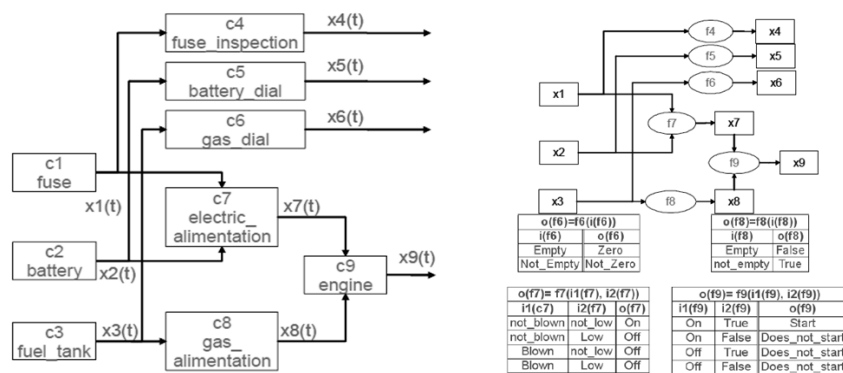 c4
fuse_inspection
x4(t)
c5
battery_dial
x5(t)
c6
gas_dial
x6(t)
c1
fuse
x1(t)
c7
electric_
alimentation
x7(t)
c2
battery
x2(t)
c9
engine
x9(t)
c3
fuel_tank
x3(t)
c8
gas_
alimentation
x8(t)
f4
x4
f5
x5
f6
x6
x1
f7
x7
x2
f9
x9
x3
f8
x8
o(f6)=f6(i(f6))
i(f6) o(f6)
Empty Zero
Not_Empty Not_Zero
o(f8)=f8(i(f8))
i(f8) o(f8)
Empty False
not_empty True
o(f7)= f7(i1(f7), i2(f7))
i1(c7) i2(f7) o(f7)
not_blown not_low On
not_blown Low Off
Blown not_low Off
Blown Low Off
o(f9)= f9(i1(f9), i2(f9))
i1(f9) i2(f9) o(f9)
On True Start
On False Does_not_start
Off True Does_not_start
Off False Does_not_start